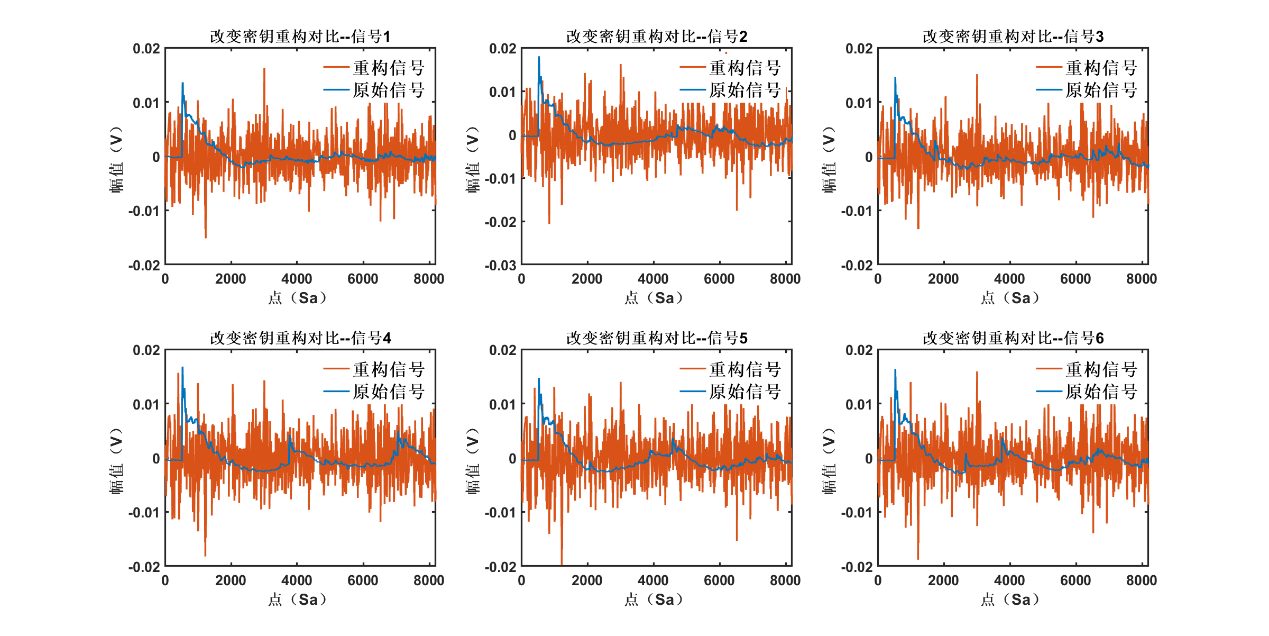 改变密钥重构对比--信号1
0.02
0.01
0
-0.01
-0.02
幅值（V）
重构信号
原始信号
0 2000 4000 6000 8000
点（Sa）
改变密钥重构对比--信号2
0.02
0.01
0
-0.01
-0.02
-0.03
幅值（V）
重构信号
原始信号
0 2000 4000 6000 8000
点（Sa）
改变密钥重构对比--信号3
0.02
0.01
0
-0.01
-0.02
幅值（V）
重构信号
原始信号
0 2000 4000 6000 8000
点（Sa）
改变密钥重构对比--信号4
0.02
0.01
0
-0.01
-0.02
幅值（V）
重构信号
原始信号
0 2000 4000 6000 8000
点（Sa）
改变密钥重构对比--信号5
0.02
0.01
0
-0.01
-0.02
幅值（V）
重构信号
原始信号
0 2000 4000 6000 8000
点（Sa）
改变密钥重构对比--信号6
0.02
0.01
0
-0.01
-0.02
幅值（V）
重构信号
原始信号
0 2000 4000 6000 8000
点（Sa）